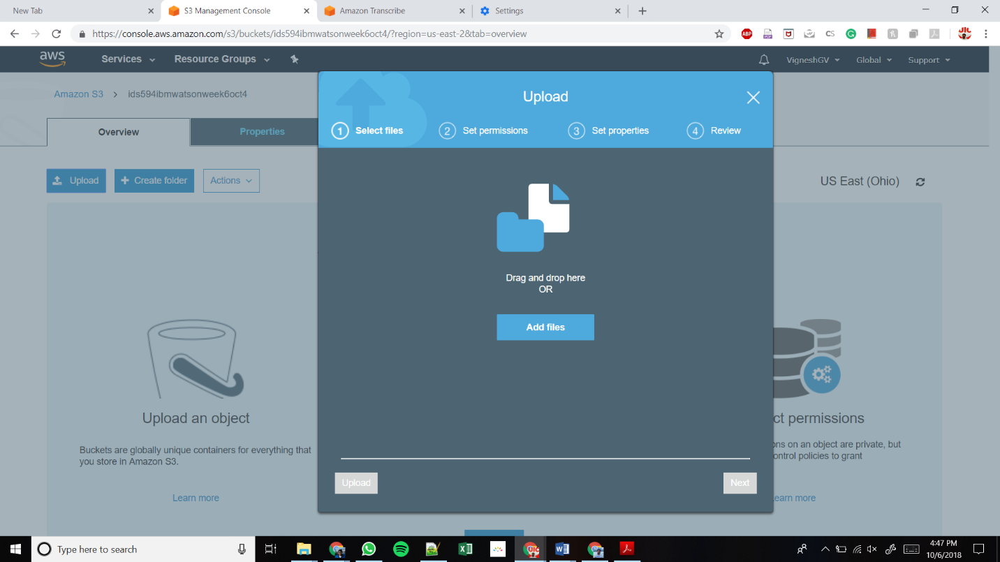 New Tab
S3 Management Console
Amazon Transcribe
Settings
https://console.aws.amazon.com/s3/buckets/ids594ibmwatsonweek6oct4/?region=us-east-2&tab=overview
ABP
PDF
CS
aws
Services
Resource Groups
VigneshGV
Global
Support
Amazon S3 > ids594ibmwatsonweek6oct4
Upload
1 Select files
2 Set permissions
3 Set properties
4 Review
Overview
Properties
Upload
Create folder
Actions
US East (Ohio)
Drag and drop here
OR
Add files
Upload an object
Buckets are globally unique containers for everything that
you store in Amazon S3.
Learn more
ct permissions
ons on an object are private, but
ontrol policies to grant
earn more
Upload
Next
Type here to search
4:47 PM
10/6/2018